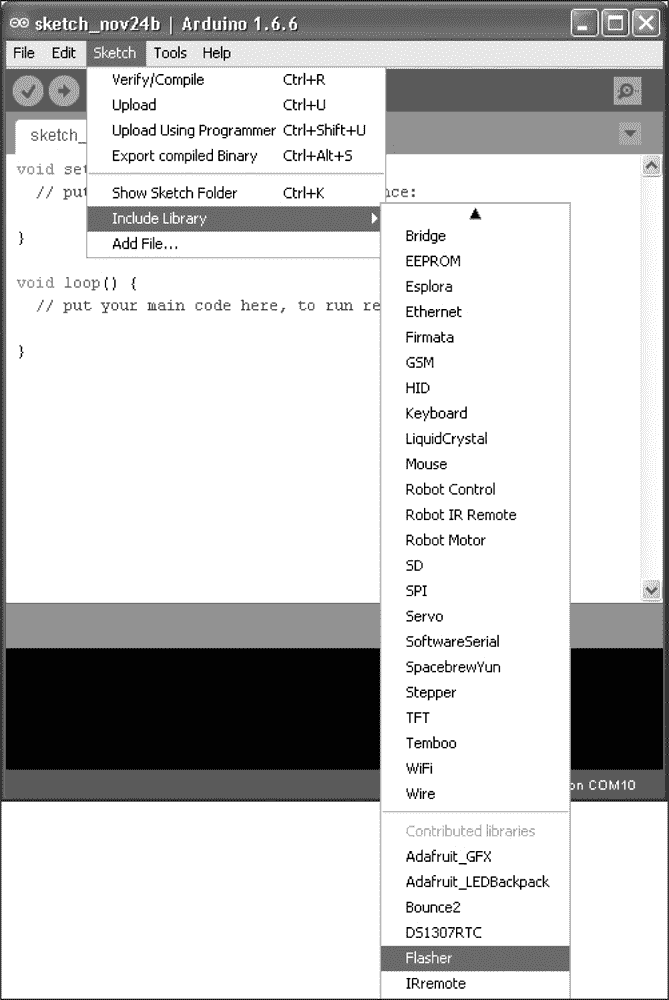 sketch_nov24b | Arduino 1.6.6
File Edit Sketch Tools Help
Verify/Compile Ctrl+R
Upload Ctrl+U
Upload Using Programmer Ctrl+Shift+U
Export compiled Binary Ctrl+Alt+S
Show Sketch Folder Ctrl+K
Include Library
Add File...
sketch_
void set
// put nce:
}
void loop() {
// put your main code here, to run re
}
Bridge
EEPROM
Esplora
Ethernet
Firmata
GSM
HID
Keyboard
LiquidCrystal
Mouse
Robot Control
Robot IR Remote
Robot Motor
SD
SPI
Servo
SoftwareSerial
SpacebrewYun
Stepper
TFT
Temboo
WiFi
Wire
on COM10
Contributed libraries
Adafruit_GFX
Adafruit_LEDBackpack
Bounce2
DS1307RTC
Flasher
IRremote